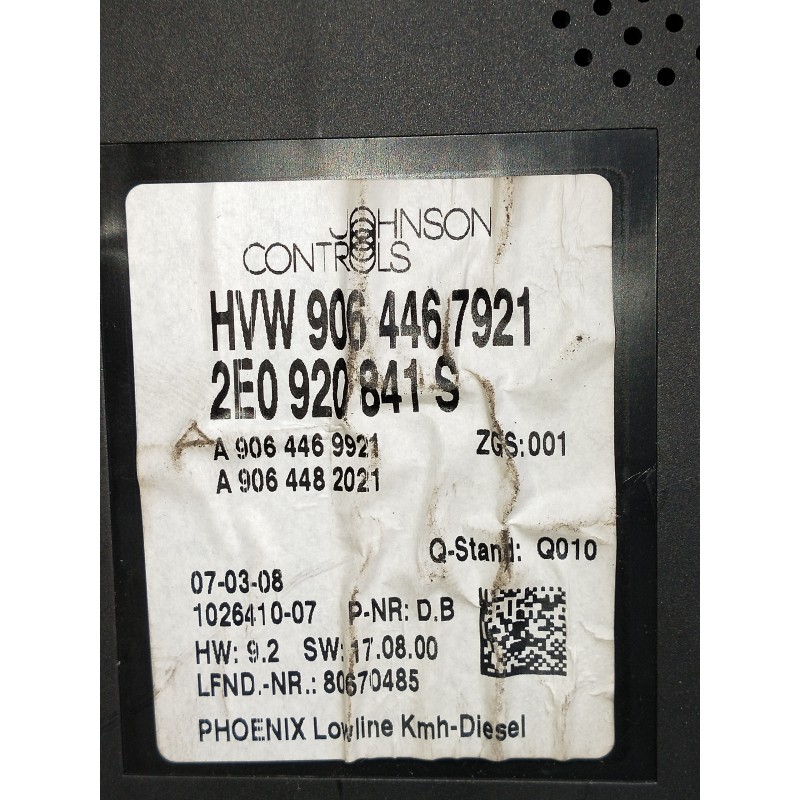 JOHNSON
CONTROLS
HVW 906 446 7921
2E0 920 841 S
A 906 446 9921 ZGS:001
A 906 448 2021
Q-Stand: Q010
07-03-08
1026410-07 P-NR: D.B
HW: 9.2 SW: 17.08.00
LFND.-NR.: 80670485
PHOENIX Lowline Kmh-Diesel